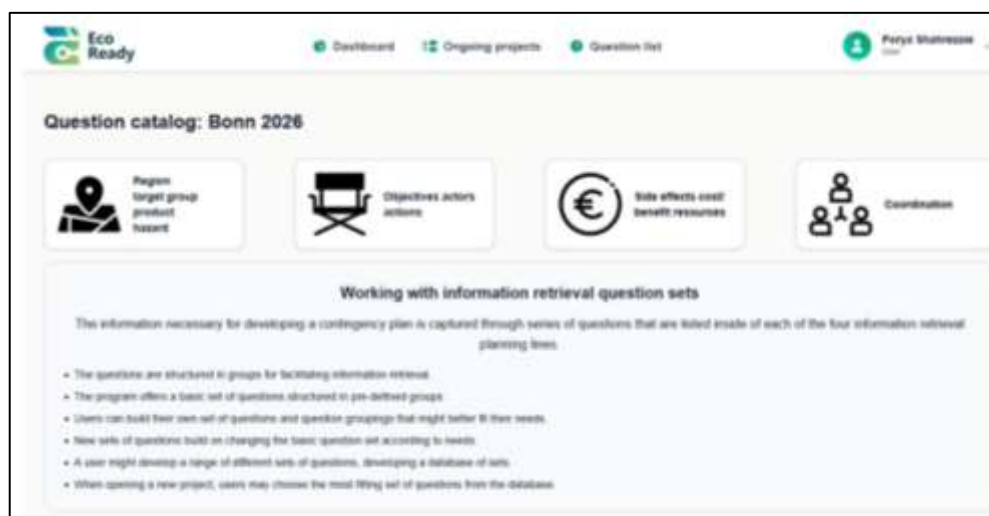 Eco
Ready
Dashboard
Ongoing projects
Question list
User
Question catalog: Bonn 2026
Region
target group
product
hazard
Objectives actors
actions
Side effects cost/
benefit resources
Coordination
Working with information retrieval question sets
The information necessary for developing a contingency plan is captured through series of questions that are listed inside of each of the four information retrieval
planning lines
• The questions are structured in groups for facilitating information retrieval.
• The program offers a basic set of questions structured in pre-defined groups.
• Users can build their own set of questions and question groupings that might better fit their needs.
• New sets of questions build on changing the basic question set according to needs.
• A user might develop a range of different sets of questions, developing a database of sets.
• When opening a new project, users may choose the most fitting set of questions from the database.